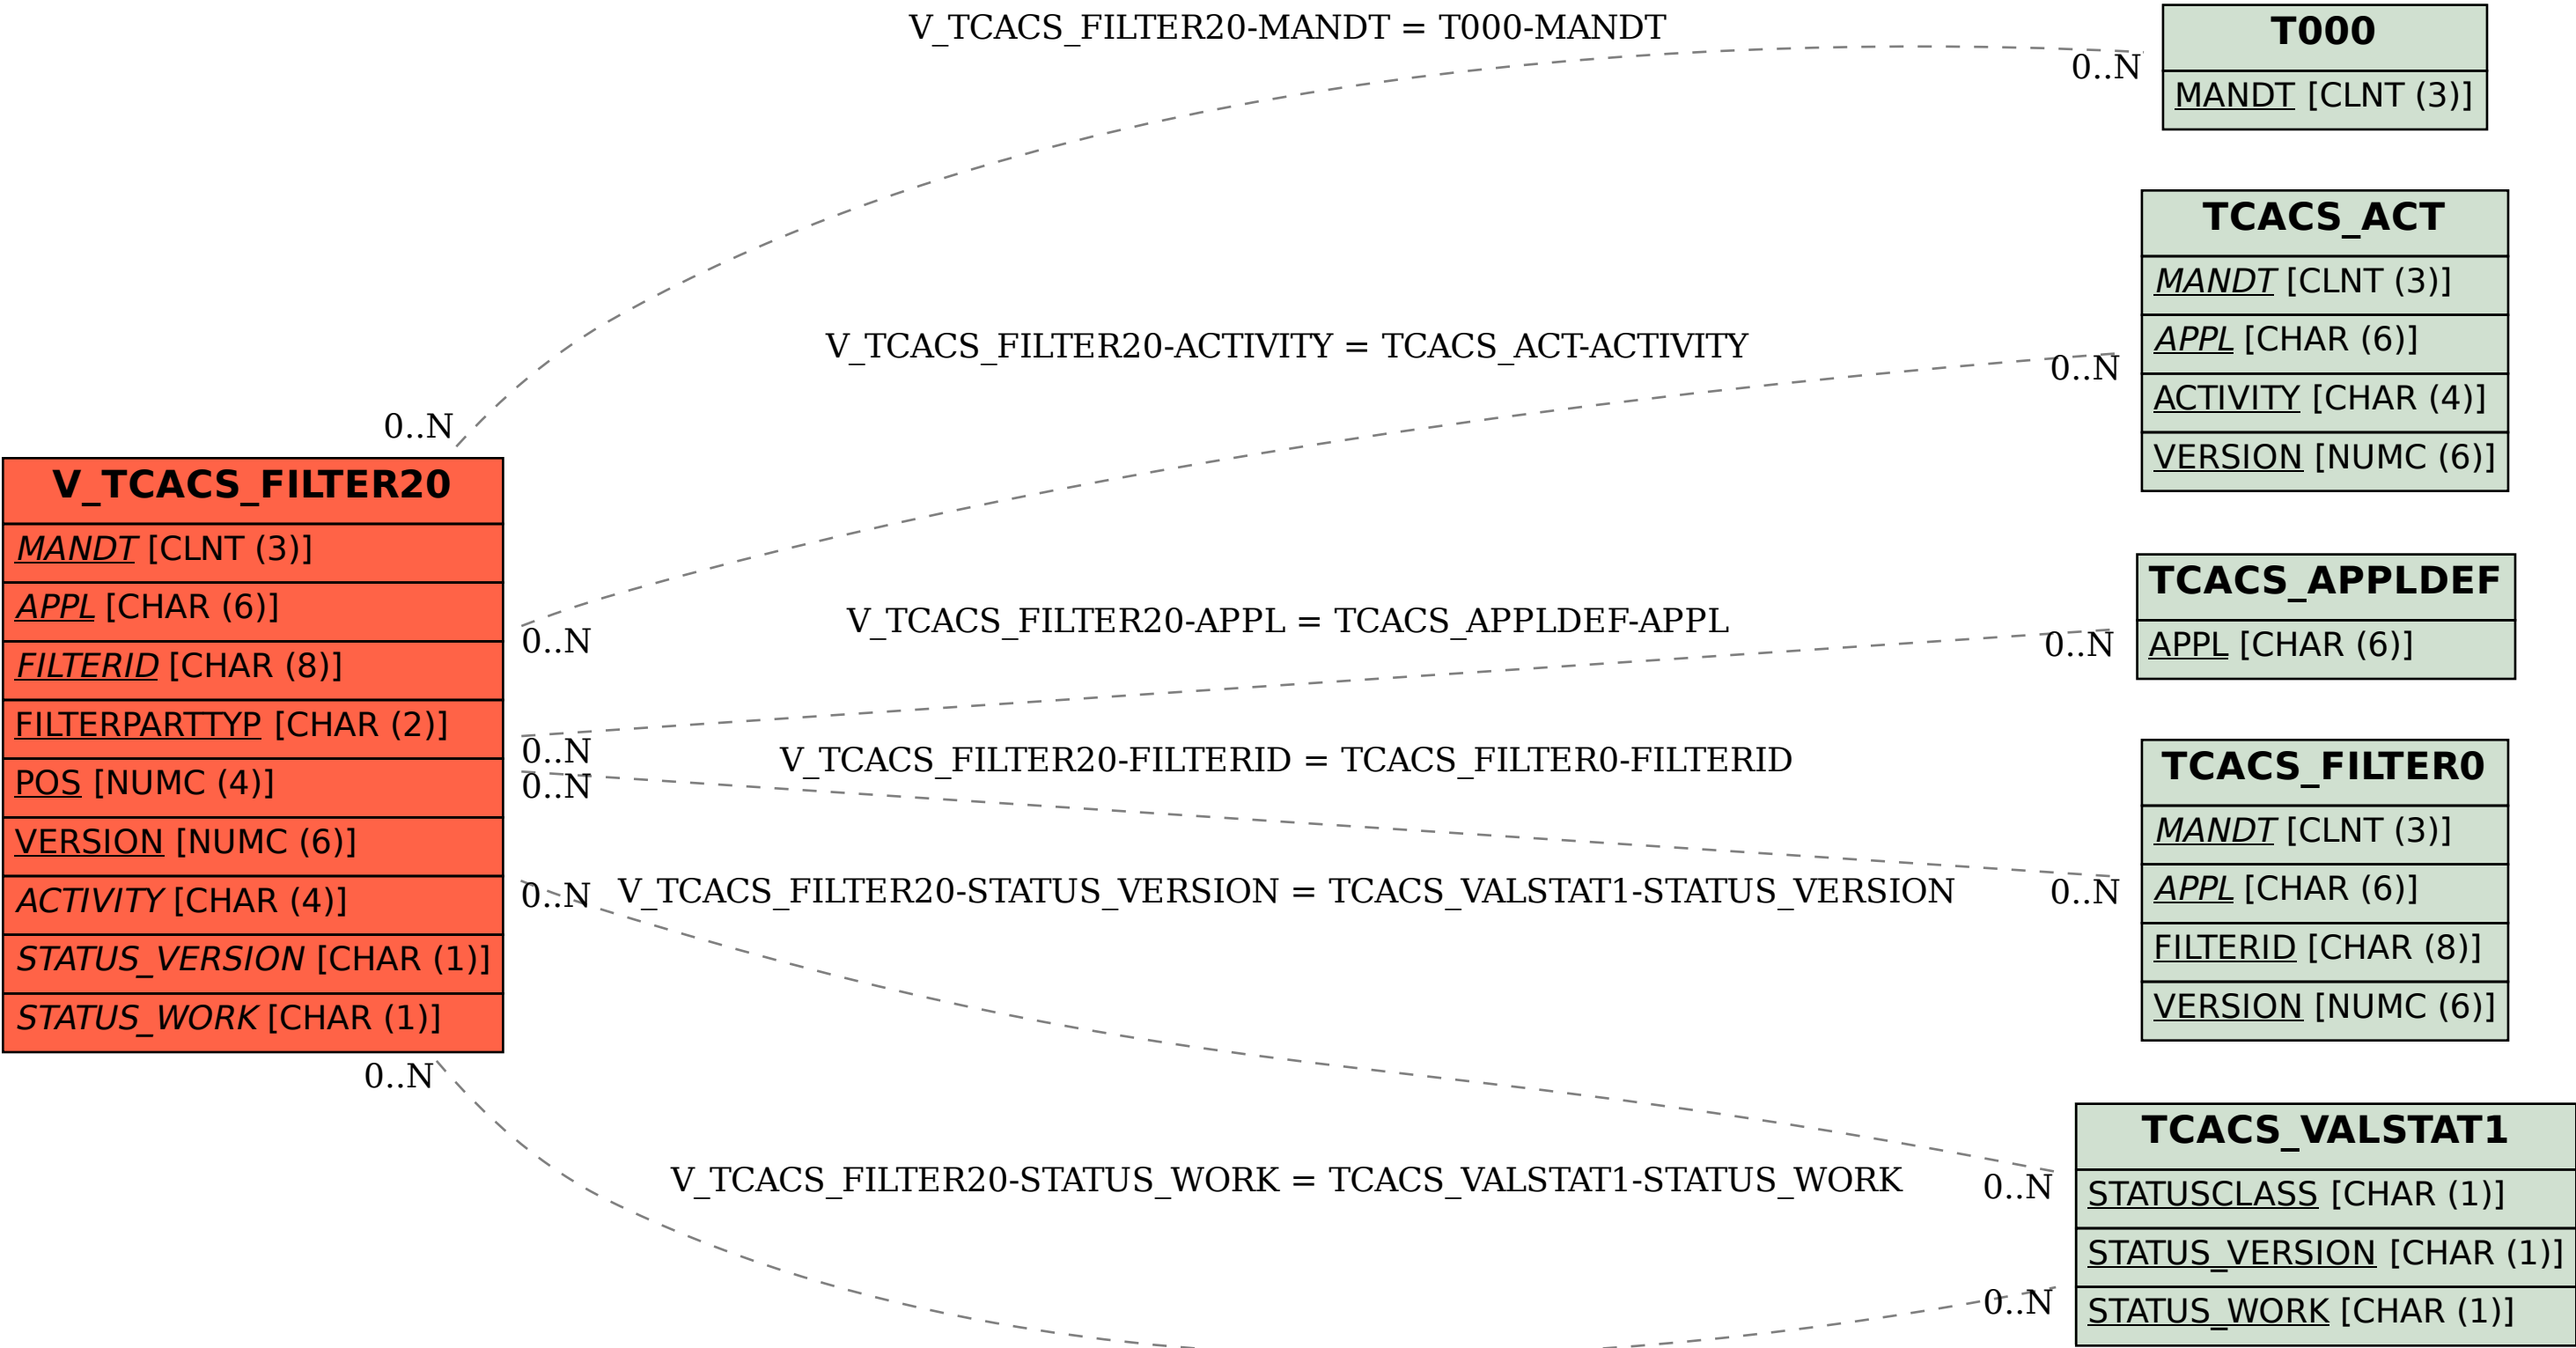 V_TCACS_FILTER20-MANDT = T000-MANDT
0..N
T000
MANDT [CLNT (3)]
TCACS_ACT
MANDT [CLNT (3)]
APPL [CHAR (6)]
ACTIVITY [CHAR (4)]
VERSION [NUMC (6)]
V_TCACS_FILTER20-ACTIVITY = TCACS_ACT-ACTIVITY
0..N
0..N
V_TCACS_FILTER20
MANDT [CLNT (3)]
APPL [CHAR (6)]
FILTERID [CHAR (8)]
FILTERPARTTYP [CHAR (2)]
POS [NUMC (4)]
VERSION [NUMC (6)]
ACTIVITY [CHAR (4)]
STATUS_VERSION [CHAR (1)]
STATUS_WORK [CHAR (1)]
0..N
V_TCACS_FILTER20-APPL = TCACS_APPLDEF-APPL
0..N
TCACS_APPLDEF
APPL [CHAR (6)]
0..N
0..N
V_TCACS_FILTER20-FILTERID = TCACS_FILTER0-FILTERID
0..N
TCACS_FILTER0
MANDT [CLNT (3)]
APPL [CHAR (6)]
FILTERID [CHAR (8)]
VERSION [NUMC (6)]
0..N
V_TCACS_FILTER20-STATUS_VERSION = TCACS_VALSTAT1-STATUS_VERSION
0..N
0..N
V_TCACS_FILTER20-STATUS_WORK = TCACS_VALSTAT1-STATUS_WORK
0..N
TCACS_VALSTAT1
STATUSCLASS [CHAR (1)]
STATUS_VERSION [CHAR (1)]
STATUS_WORK [CHAR (1)]